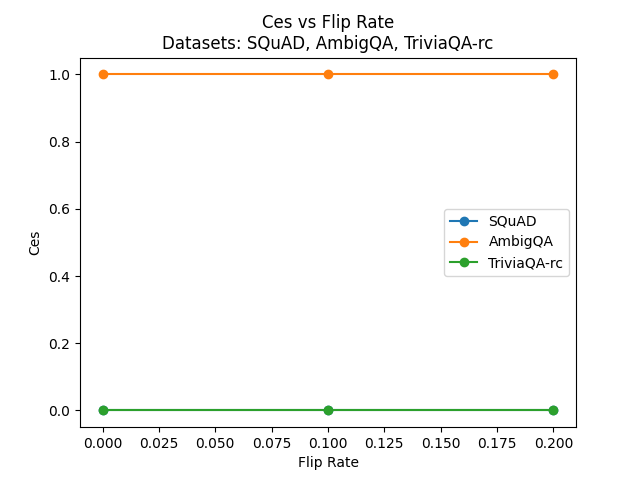 Ces vs Flip Rate
Datasets: SQuAD, AmbigQA, TriviaQA-rc
1.0
0.8
0.6
0.4
0.2
0.0
Ces
SQuAD
AmbigQA
TriviaQA-rc
0.000 0.025 0.050 0.075 0.100 0.125 0.150 0.175 0.200
Flip Rate